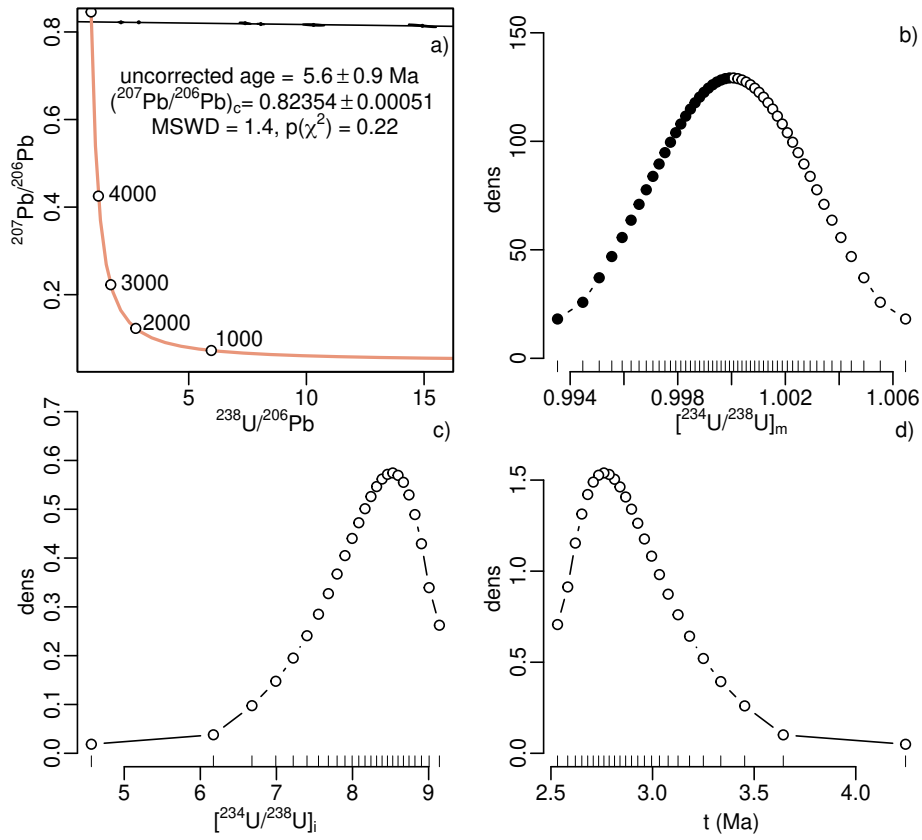 a)
uncorrected age = 5.6 ± 0.9 Ma
(²⁰⁷Pb/²⁰⁶Pb)c= 0.82354 ± 0.00051
MSWD = 1.4, p(χ²) = 0.22
4000
3000
2000
1000
0.8
0.6
0.4
0.2
²⁰⁷Pb/²⁰⁶Pb
5
10
15
²³⁸U/²⁰⁶Pb
b)
150
100
50
0
dens
0.994
0.998
1.002
1.006
[²³⁴U/²³⁸U]m
c)
0.7
0.6
0.5
0.4
0.3
0.2
0.1
0.0
dens
5
6
7
8
9
[²³⁴U/²³⁸U]i
d)
1.5
1.0
0.5
0.0
dens
2.5
3.0
3.5
4.0
t (Ma)